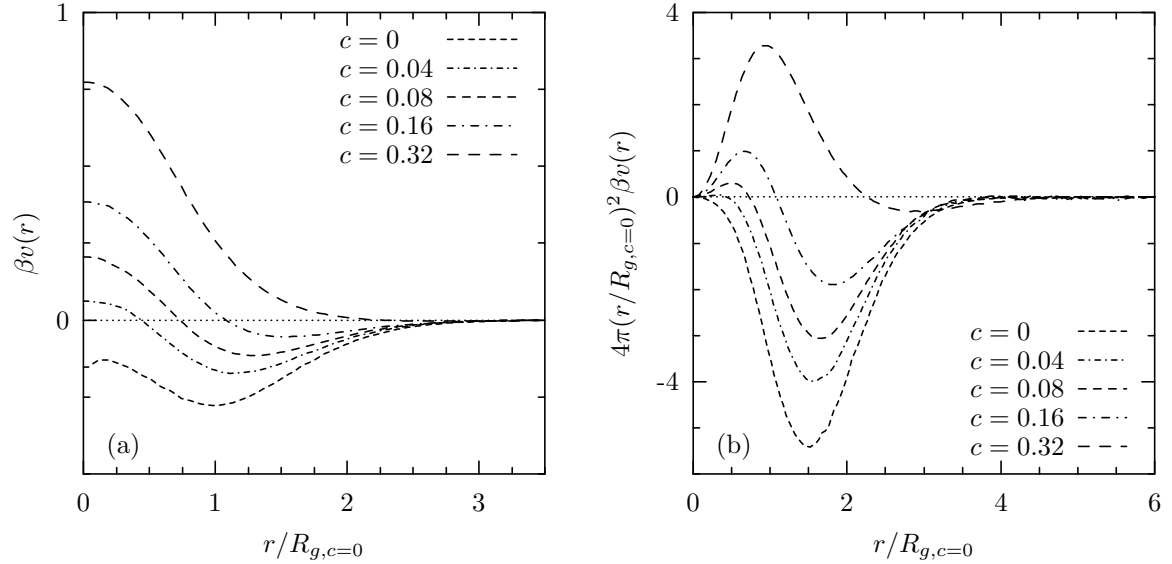 1
0
βv(r)
c = 0
c = 0.04
c = 0.08
c = 0.16
c = 0.32
(a)
0 1 2 3
r/R_{g,c=0}
4
0
-4
4π(r/R_{g,c=0})^2βv(r)
c = 0
c = 0.04
c = 0.08
c = 0.16
c = 0.32
(b)
0 2 4 6
r/R_{g,c=0}